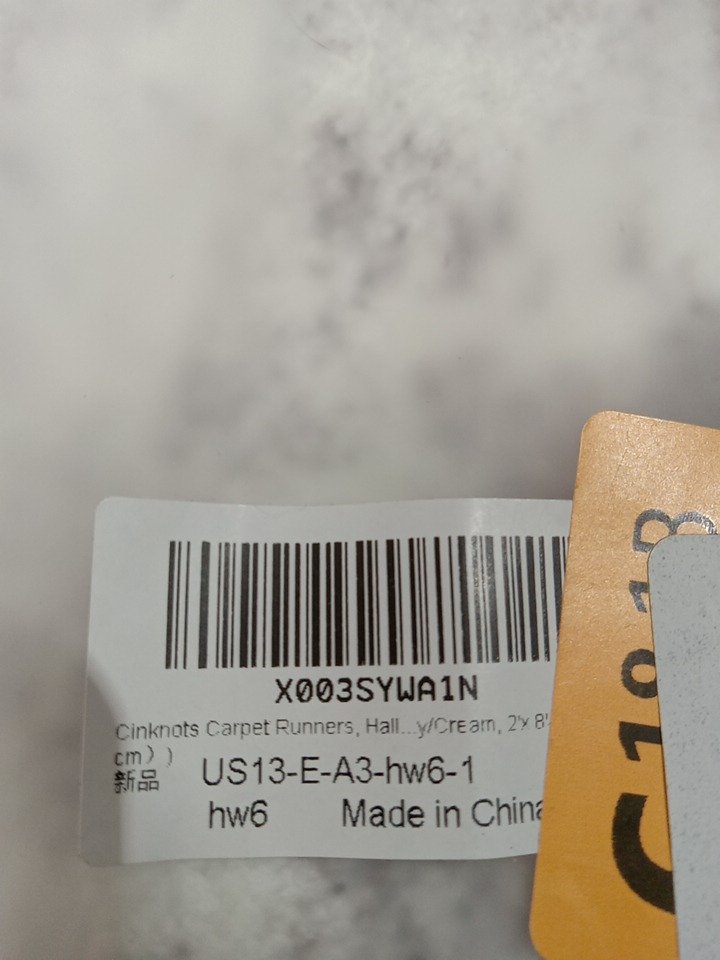 X003SYWA1N
Cinknots Carpet Runners, Hall...y/Cream, 2'x 8'
cm））
新品
US13-E-A3-hw6-1
hw6 Made in China